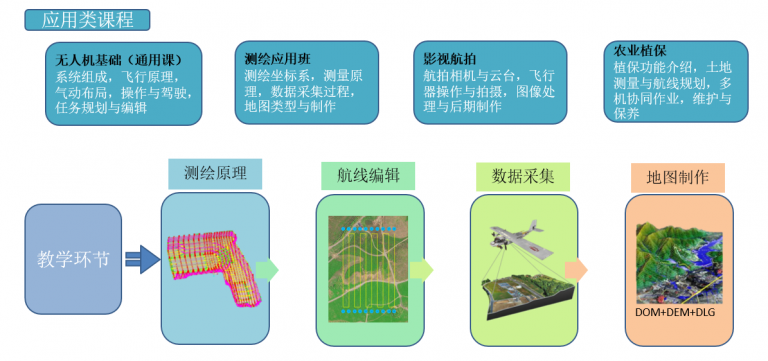 应用类课程
无人机基础（通用课）
系统组成，飞行原理，
气动布局，操作与驾驶，
任务规划与编辑
测绘应用班
测绘坐标系，测量原
理，数据采集过程，
地图类型与制作
影视航拍
航拍相机与云台，飞行
器操作与拍摄，图像处
理与后期制作
农业植保
植保功能介绍，土地
测量与航线规划，多
机协同作业，维护与
保养
测绘原理
航线编辑
数据采集
地图制作
教学环节
DOM+DEM+DLG